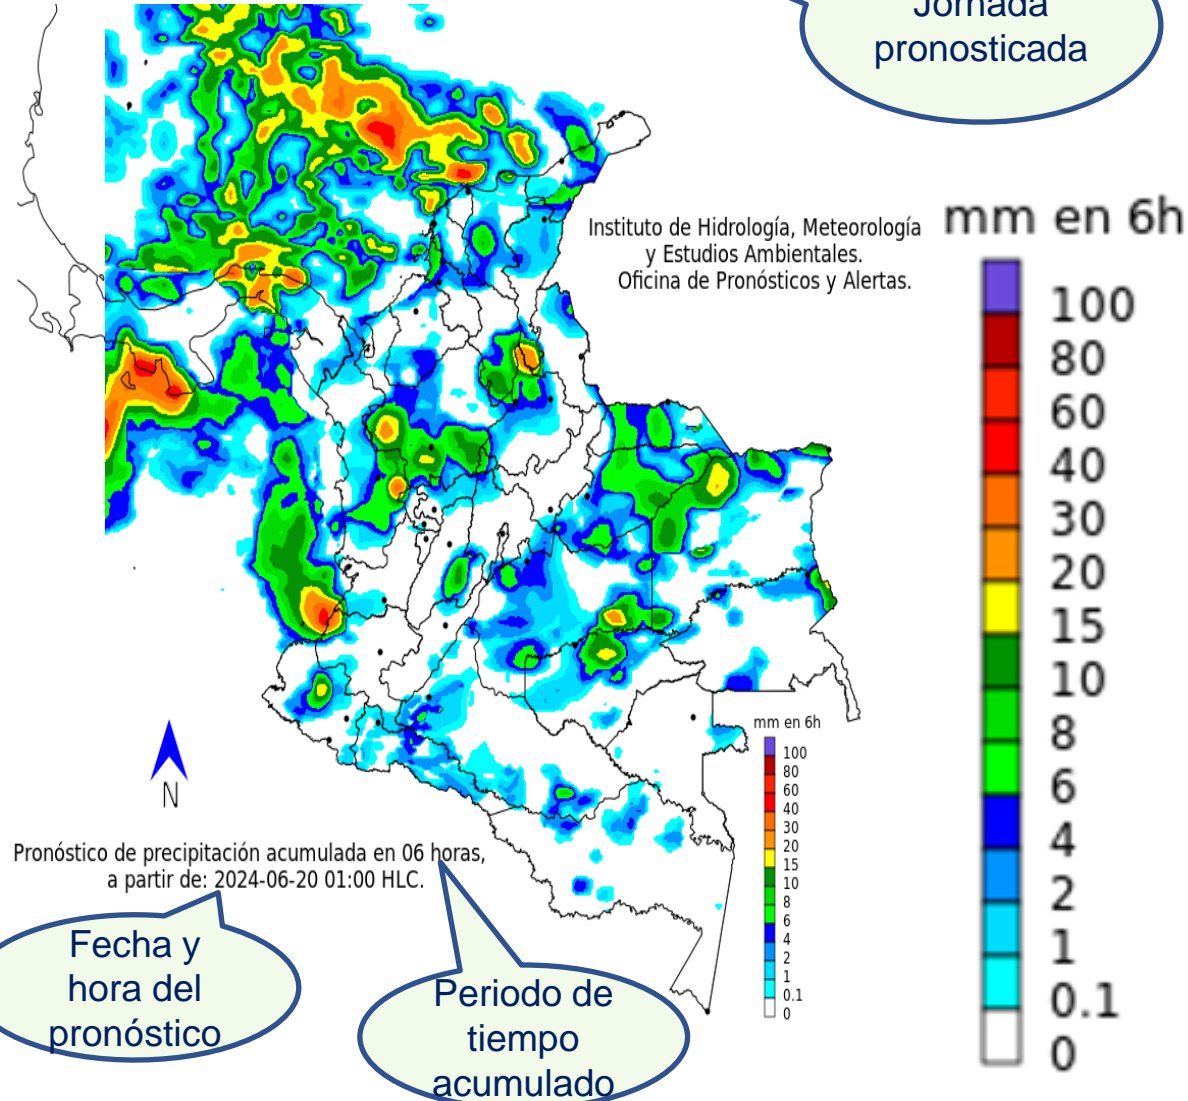 Jornada
pronosticada
Instituto de Hidrología, Meteorología
y Estudios Ambientales.
Oficina de Pronósticos y Alertas.
mm en 6h
100
80
60
40
30
20
15
10
8
6
4
2
1
0.1
0
mm en 6h
100
80
60
40
30
20
15
10
8
6
4
2
1
0.1
0
N
Pronóstico de precipitación acumulada en 06 horas,
a partir de: 2024-06-20 01:00 HLC.
Fecha y
hora del
pronóstico
Periodo de
tiempo
acumulado